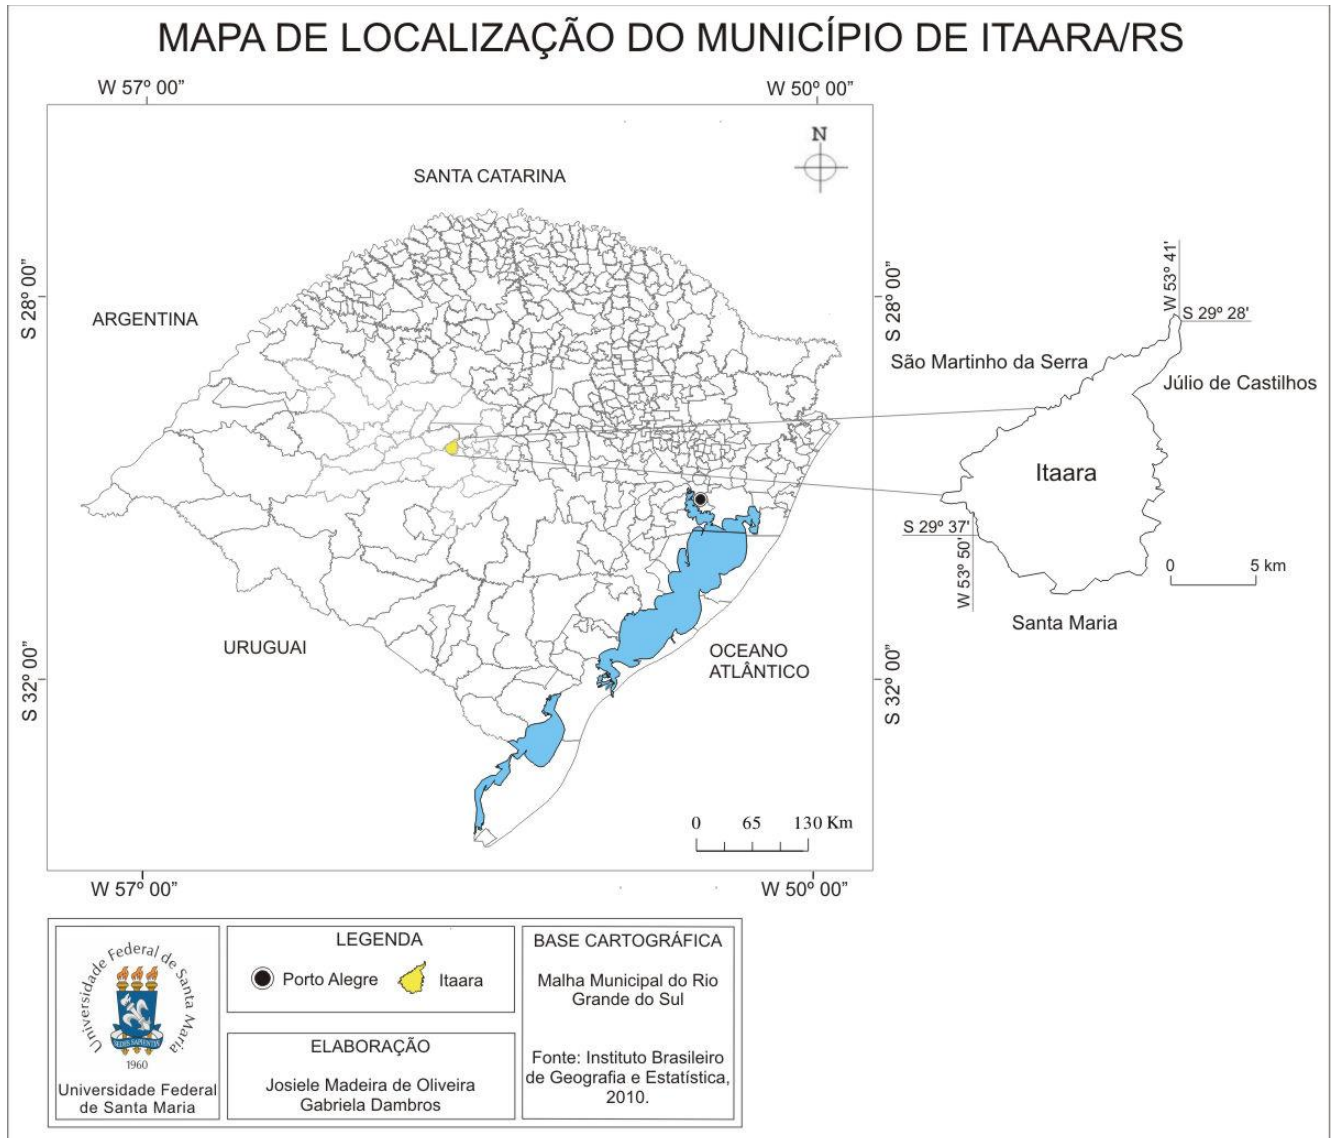 MAPA DE LOCALIZAÇÃO DO MUNICÍPIO DE ITAARA/RS
W 57º 00”
W 50º 00”
N
SANTA CATARINA
S 28º 00”
S 28º 00”
ARGENTINA
W 53º 41'
S 29º 28'
São Martinho da Serra
Júlio de Castilhos
Itaara
S 29º 37'
W 53º 50'
0
5 km
Santa Maria
URUGUAI
OCEANO
ATLÂNTICO
S 32º 00”
S 32º 00”
0 65 130 Km
W 57º 00”
W 50º 00”
Universidade Federal de Santa Maria
SEDES SAPIENTIAE
1960
Universidade Federal
de Santa Maria
LEGENDA
Porto Alegre
Itaara
ELABORAÇÃO
Josiele Madeira de Oliveira
Gabriela Dambros
BASE CARTOGRÁFICA
Malha Municipal do Rio
Grande do Sul
Fonte: Instituto Brasileiro
de Geografia e Estatística,
2010.